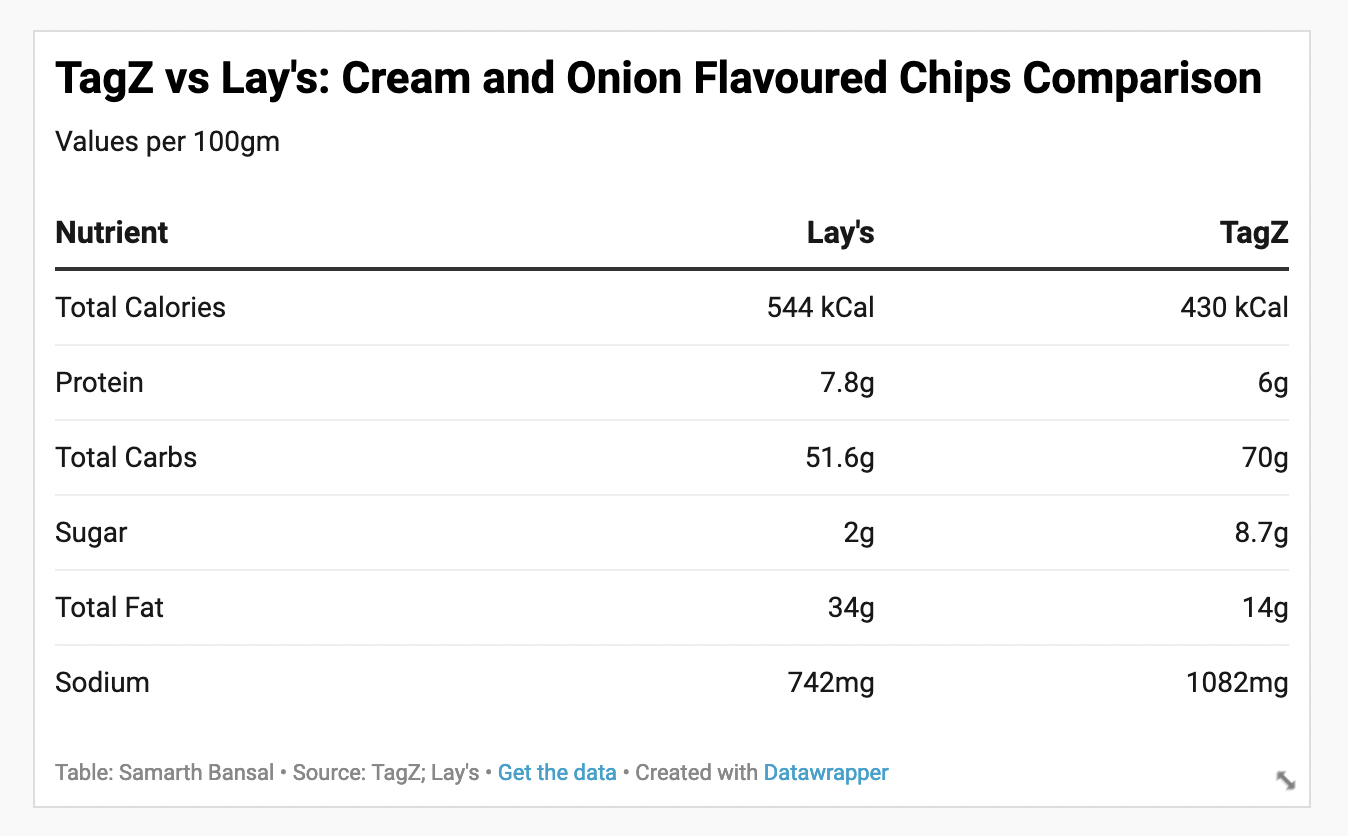 TagZ vs Lay's: Cream and Onion Flavoured Chips Comparison
Values per 100gm
Nutrient Lay's TagZ
Total Calories 544 kCal 430 kCal
Protein 7.8g 6g
Total Carbs 51.6g 70g
Sugar 2g 8.7g
Total Fat 34g 14g
Sodium 742mg 1082mg
Table: Samarth Bansal • Source: TagZ; Lay's • Get the data • Created with Datawrapper